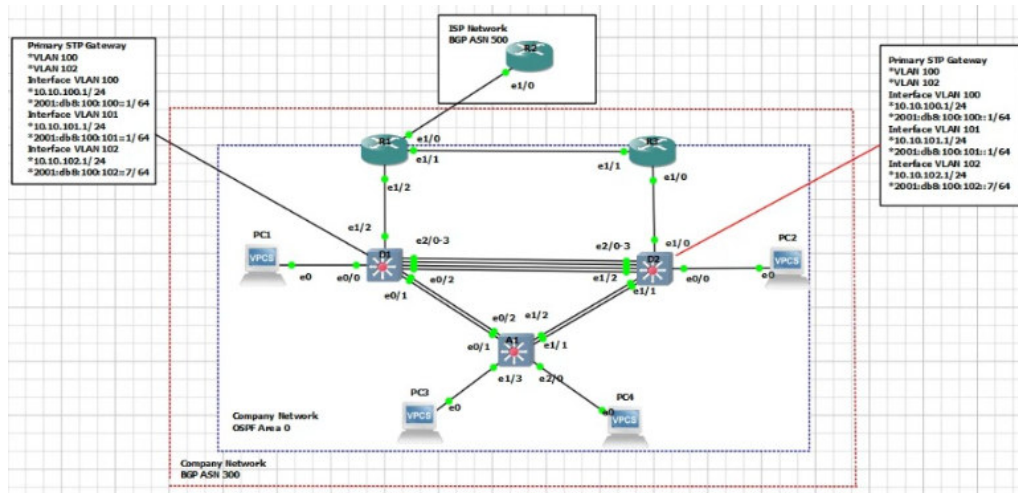 ISP Network
BGP ASN 500
R2
e1/0
Primary STP Gateway
*VLAN 100
*VLAN 102
Interface VLAN 100
*10.10.100.1/24
*2001:db8:100:100::1/64
Interface VLAN 101
*10.10.101.1/24
*2001:db8:100:101::1/64
Interface VLAN 102
*10.10.102.1/24
*2001:db8:100:102::7/64
Primary STP Gateway
*VLAN 100
*VLAN 102
Interface VLAN 100
*10.10.100.1/24
*2001:db8:100:100::1/64
Interface VLAN 101
*10.10.101.1/24
*2001:db8:100:101::1/64
Interface VLAN 102
*10.10.102.1/24
*2001:db8:100:102::7/64
R1
e1/0
e1/1
e1/1
e1/0
e1/2
e1/2
e1/0
PC1
VPCS
e0
e0/0
D1
e2/0-3
e2/0-3
D2
e0/0
e0
PC2
VPCS
e0/2
e1/2
e0/1
e1/1
e0/2
e1/2
e0/1
A1
e1/1
e1/3
e2/0
PC3
VPCS
e0
PC4
VPCS
e0
Company Network
OSPF Area 0
Company Network
BGP ASN 300